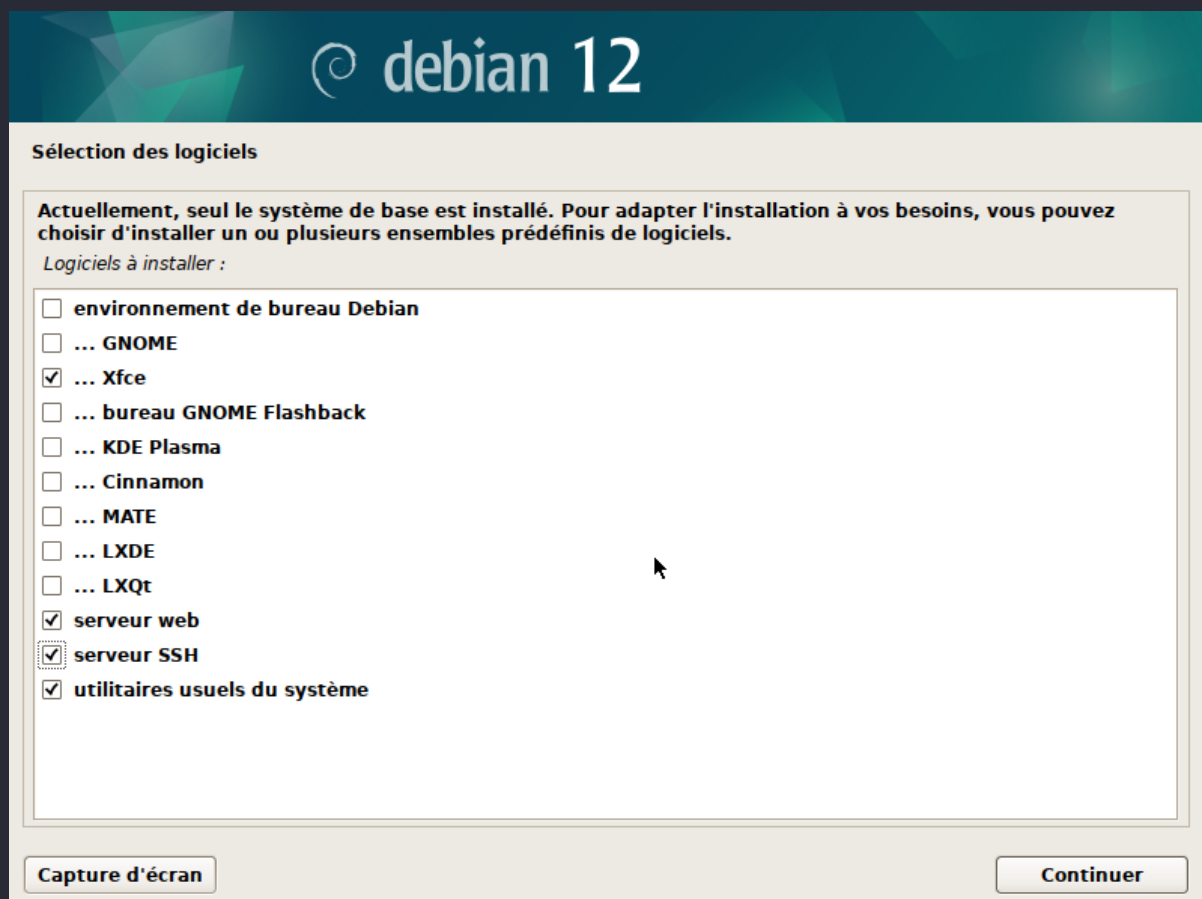 debian 12
Sélection des logiciels
Actuellement, seul le système de base est installé. Pour adapter l'installation à vos besoins, vous pouvez
choisir d'installer un ou plusieurs ensembles prédéfinis de logiciels.
Logiciels à installer :
environnement de bureau Debian
... GNOME
... Xfce
... bureau GNOME Flashback
... KDE Plasma
... Cinnamon
... MATE
... LXDE
... LXQt
serveur web
serveur SSH
utilitaires usuels du système
Capture d'écran
Continuer